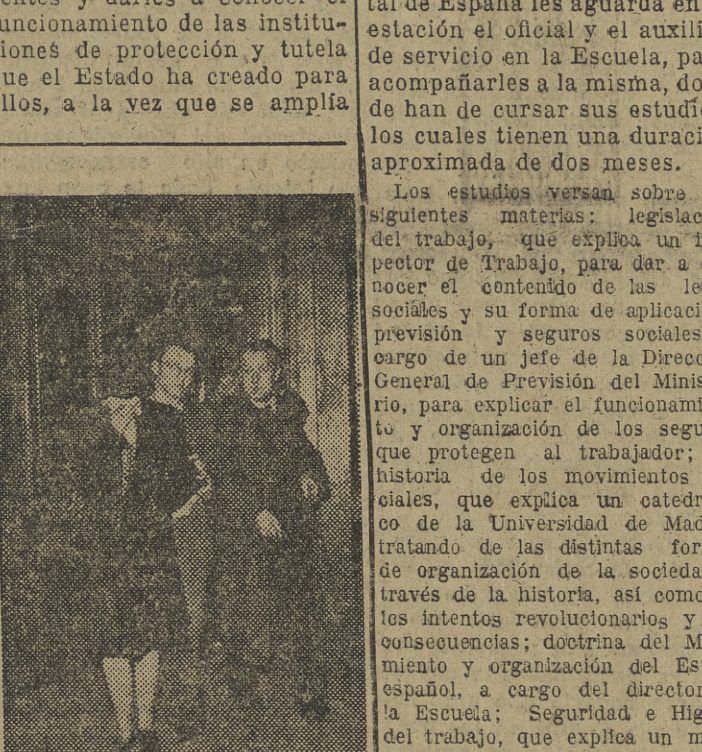 entes y darles a conocer el
uncionamiento de las institu-
iones de protección y tutela
ue el Estado ha creado para
llos, a la vez que se amplía
tal de España les aguarda en
estación el oficial y el auxili
de servicio en la Escuela, pa
acompañarles a la misma, do
de han de cursar sus estudi
los cuales tienen una duraci
aproximada de dos meses.
Los estudios versan sobre
siguientes materias: legislac
del trabajo, que explica un i
pector de Trabajo, para dar a
nocer el contenido de las le
sociales y su forma de aplicaci
previsión y seguros sociales
cargo de un jefe de la Direcc
General de Previsión del Minis
rio, para explicar el funcionami
to y organización de los segu
que protegen al trabajador;
historia de los movimientos
ciales, que explica un catedr
co de la Universidad de Mad
tratando de las distintas for
de organización de la socieda
través de la historia, así como
los intentos revolucionarios y
consecuencias; doctrina del M
miento y organización del Es
español, a cargo del director
la Escuela; Seguridad e Hig
del trabajo, que explica un m